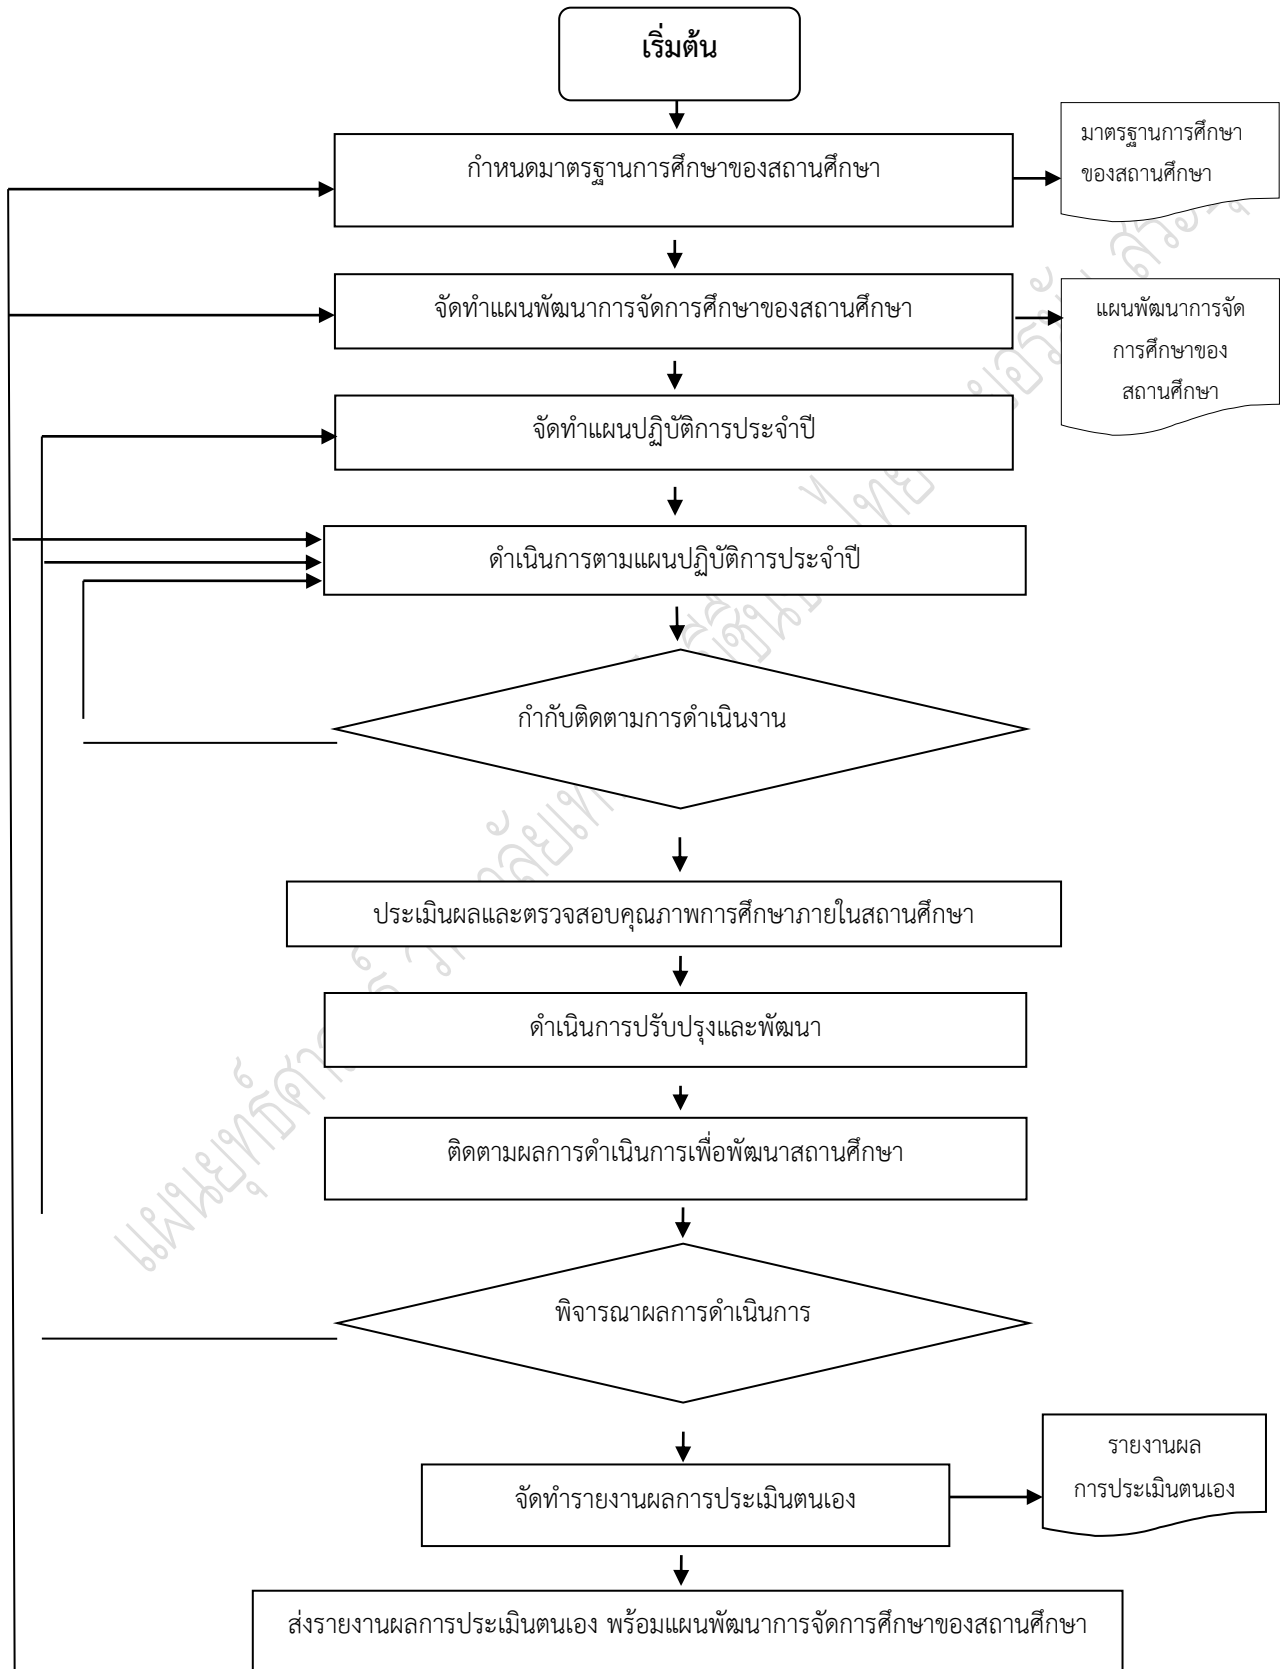 เริ่มต้น
กำหนดมาตรฐานการศึกษาของสถานศึกษา
มาตรฐานการศึกษา
ของสถานศึกษา
จัดทำแผนพัฒนาการจัดการศึกษาของสถานศึกษา
แผนพัฒนาการจัด
การศึกษาของ
สถานศึกษา
จัดทำแผนปฏิบัติการประจำปี
ดำเนินการตามแผนปฏิบัติการประจำปี
กำกับติดตามการดำเนินงาน
ประเมินผลและตรวจสอบคุณภาพการศึกษาภายในสถานศึกษา
ดำเนินการปรับปรุงและพัฒนา
ติดตามผลการดำเนินการเพื่อพัฒนาสถานศึกษา
พิจารณาผลการดำเนินการ
จัดทำรายงานผลการประเมินตนเอง
รายงานผล
การประเมินตนเอง
ส่งรายงานผลการประเมินตนเอง พร้อมแผนพัฒนาการจัดการศึกษาของสถานศึกษา